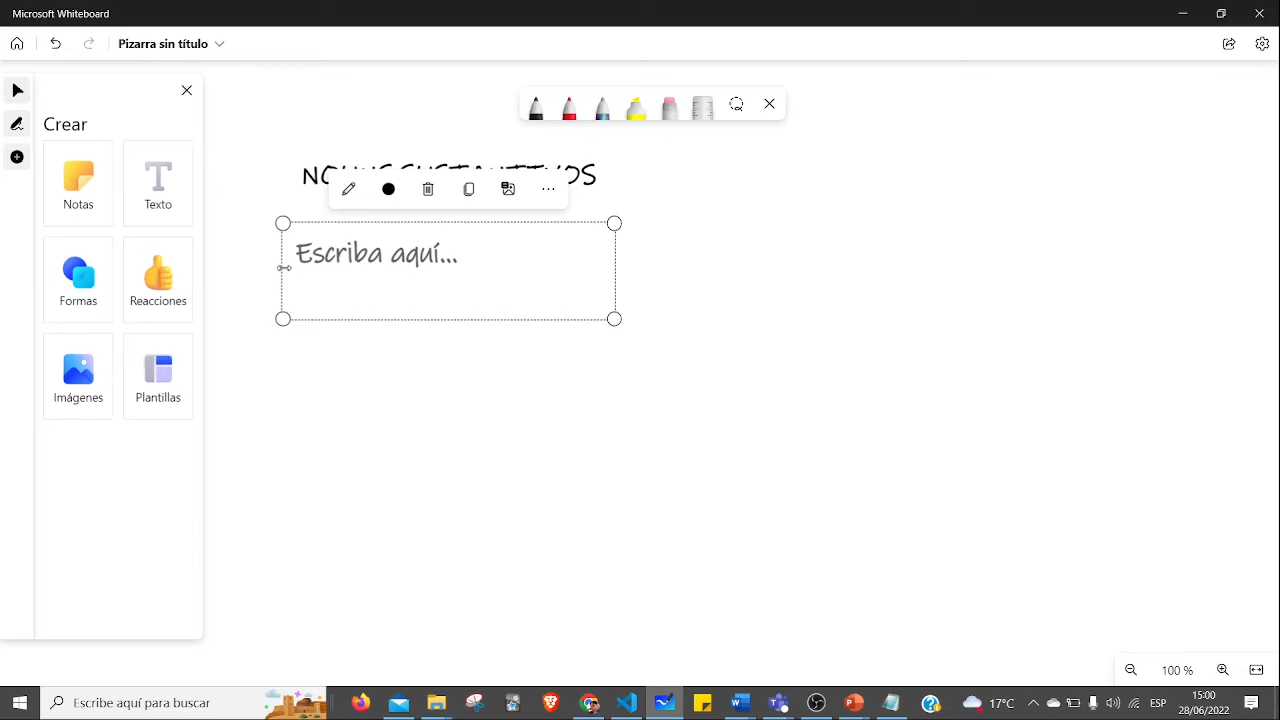 Microsoft Whiteboard
Pizarra sin título
Crear
Notas
Texto
Formas
Reacciones
Imágenes
Plantillas
Escriba aquí...
100 %
Escribe aquí para buscar
17°C
ESP
15:00
28/06/2022